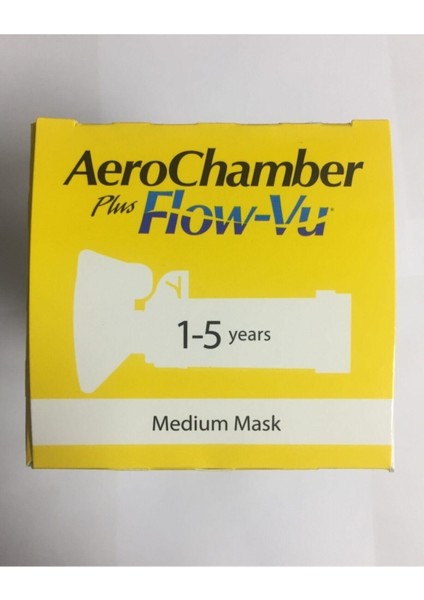 AeroChamber
Plus Flow-Vu
1-5 years
Medium Mask